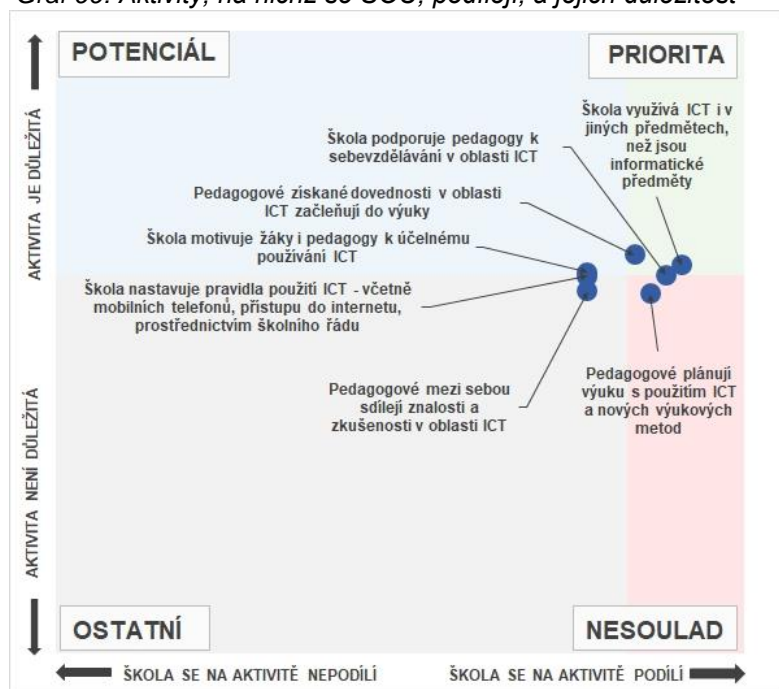 Graf Aktivity, na nichž se podílejí, a jejich důležitost
POTENCIÁL
PRIORITA
Škola využívá ICT i v
jiných předmětech,
než jsou
informatické
předměty
Škola podporuje pedagogy k
sebevzdělávání v oblasti ICT
Pedagogové získané dovednosti v oblasti
ICT začleňují do výuky
Škola motivuje žáky i pedagogy k účelnému
používání ICT
Škola nastavuje pravidla použití ICT - včetně
mobilních telefonů, přístupu do internetu,
prostřednictvím školního řádu
Pedagogové mezi sebou
sdílejí znalosti a
zkušenosti v oblasti ICT
Pedagogové plánují
výuku s použitím ICT
a nových výukových
metod
AKTIVITA JE DŮLEŽITÁ
AKTIVITA NENÍ DŮLEŽITÁ
OSTATNÍ
NESOULAD
ŠKOLA SE NA AKTIVITĚ NEPODÍLÍ
ŠKOLA SE NA AKTIVITĚ PODÍLÍ